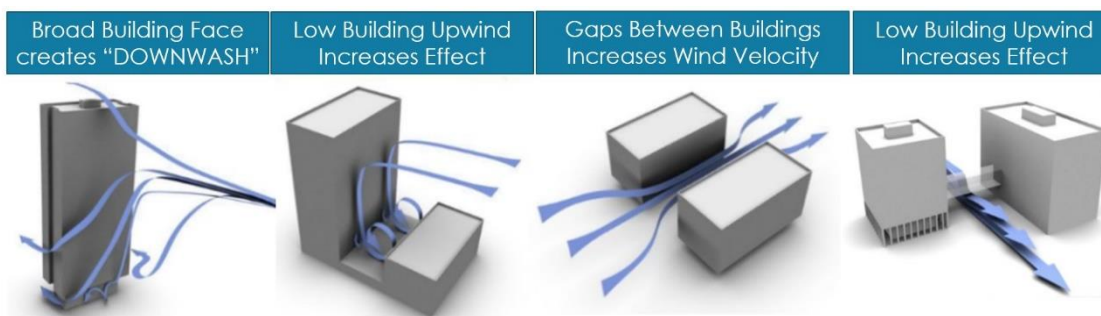 Broad Building Face
creates “DOWNWASH”
Low Building Upwind
Increases Effect
Gaps Between Buildings
Increases Wind Velocity
Low Building Upwind
Increases Effect